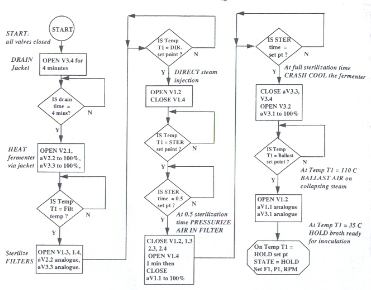 START:
all valves closed
START
DRAIN
Jacket
OPEN V3.4 for
4 minutes
IS drain
time =
4 mins?
N
Y
HEAT
fermenter
via jacket
OPEN V2.1,
aV2.2 to 100%,
aV3.3 to 100%,
IS Temp
T1 = Filt
temp ?
N
Y
Sterilize
FILTERS
OPEN V1.3, 1.4,
aV2.2 analogue,
aV3.3 analogue.
IS Temp
T1 = DIR-
set point ?
N
Y
DIRECT steam
injection
OPEN V1.2
CLOSE V1.4
IS Temp
T1 = STER
set point ?
N
Y
IS STER
time = 0.5
set pt ?
N
Y
At 0.5 sterilization
time PRESSURIZE
AIR IN FILTER
CLOSE V1.2, 1.3
2.3, 2.4
OPEN V1.4
1 min then
CLOSE
aV1.1 to 100%
IS STER
time =
set pt ?
N
Y
At full sterilization time
CRASH COOL the fermenter
CLOSE aV3.3,
V3.4
OPEN V3.2
aV3.1 to 100%
IS Temp
T1 = Ballast
set point ?
N
Y
At Temp T1 = 110 C
BALLAST AIR on
collapsing steam
OPEN V1.2
aV1.1 analogue
aV3.1 analogue
At Temp T1 = 35 C
HOLD broth ready
for inoculation
On Temp T1 =
HOLD set pt
STATE = HOLD
Set F1, P1, RPM